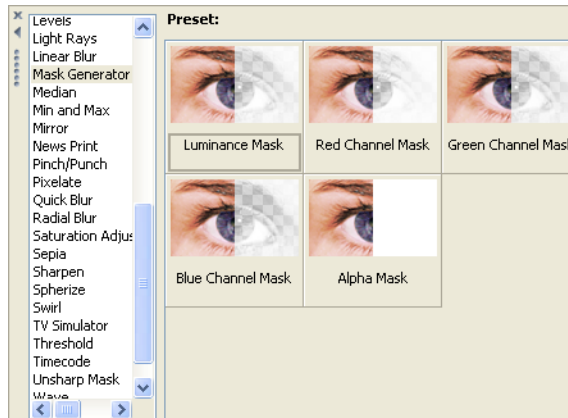 Levels
Light Rays
Linear Blur
Mask Generator
Median
Min and Max
Mirror
News Print
Pinch/Punch
Pixelate
Quick Blur
Radial Blur
Saturation Adjus
Sepia
Sharpen
Spherize
Swirl
TV Simulator
Threshold
Timecode
Unsharp Mask
Wave
Preset:
Luminance Mask
Red Channel Mask
Green Channel Mask
Blue Channel Mask
Alpha Mask